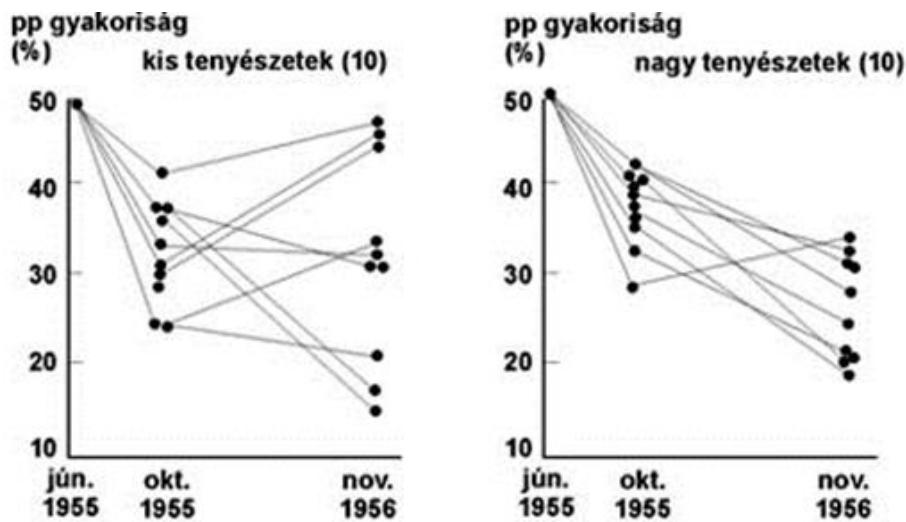 pp gyakoriság
(%)
kis tenyészetek (10)
50
40
30
20
10
jún.
1955
okt.
1955
nov.
1956
pp gyakoriság
(%)
nagy tenyészetek (10)
50
40
30
20
10
jún.
1955
okt.
1955
nov.
1956